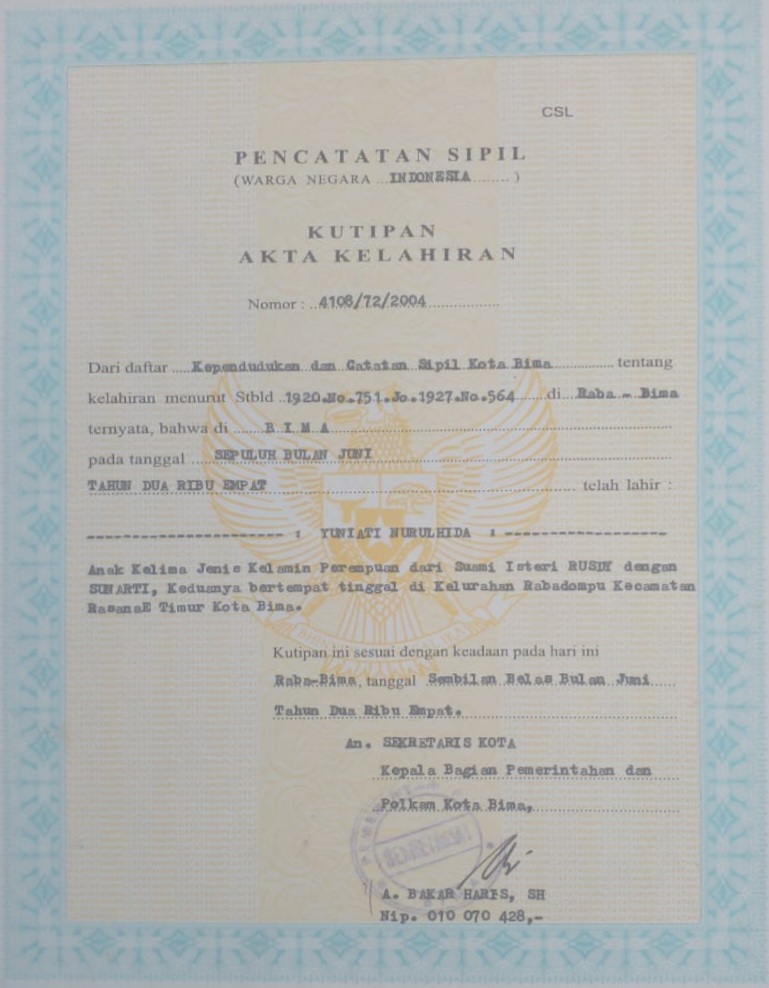 CSL
PENCATATAN SIPIL
(WARGA NEGARA ...INDONESIA........ )
KUTIPAN
AKTA KELAHIRAN
Nomor : ..4108/72/2004..................
Dari daftar .....Kependudukan dan Catatan Sipil Kota Bima............... tentang
kelahiran menurut Stbld ..1920.No.751.Jo.1927.No.564.......di...Raba - Bima
ternyata, bahwa di ........B I M A........
pada tanggal .......SEPULUH BULAN JUNI........
TAHUN DUA RIBU EMPAT ........ telah lahir :
---------------------- : YUNIATI NURULHIDA : ------------------
Anak Kelima Jenis Kelamin Perempuan dari Suami Isteri RUSDY dengan
SUNARTI, Keduanya bertempat tinggal di Kelurahan Rabadompu Kecamatan
RasanaE Timur Kota Bima.
Kutipan ini sesuai dengan keadaan pada hari ini
Raba-Bima, tanggal Sembilan Belas Bulan Juni......
Tahun Dua Ribu Empat.
An. SEKRETARIS KOTA
Kepala Bagian Pemerintahan dan
Polkam Kota Bima,
A. BAKAR HARIS, SH
Nip. 010 070 428,-